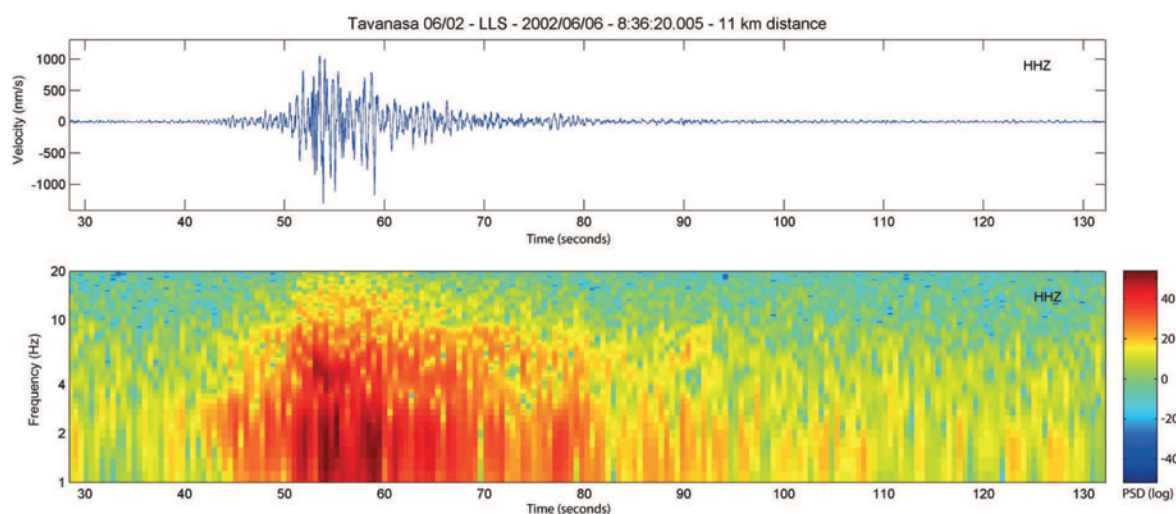 Tavanasa 06/02 - LLS - 2002/06/06 - 8:36:20.005 - 11 km distance
1000
500
0
-500
-1000
Velocity (nm/s)
HHZ
30 40 50 60 70 80 90 100 110 120 130
Time (seconds)
20
10
4
2
1
Frequency (Hz)
HHZ
40
20
0
-20
-40
30 40 50 60 70 80 90 100 110 120 130
PSD (log)
Time (seconds)